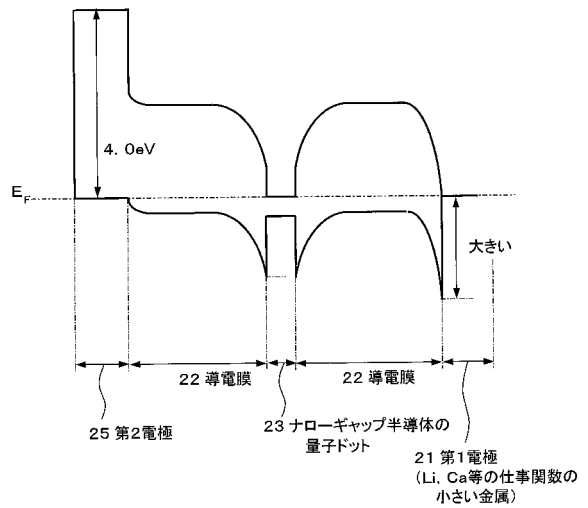 4. 0eV
EF
大きい
22 導電膜
22 導電膜
25 第2電極
23 ナローギャップ半導体の
量子ドット
21 第1電極
(Li, Ca等の仕事関数の
小さい金属)